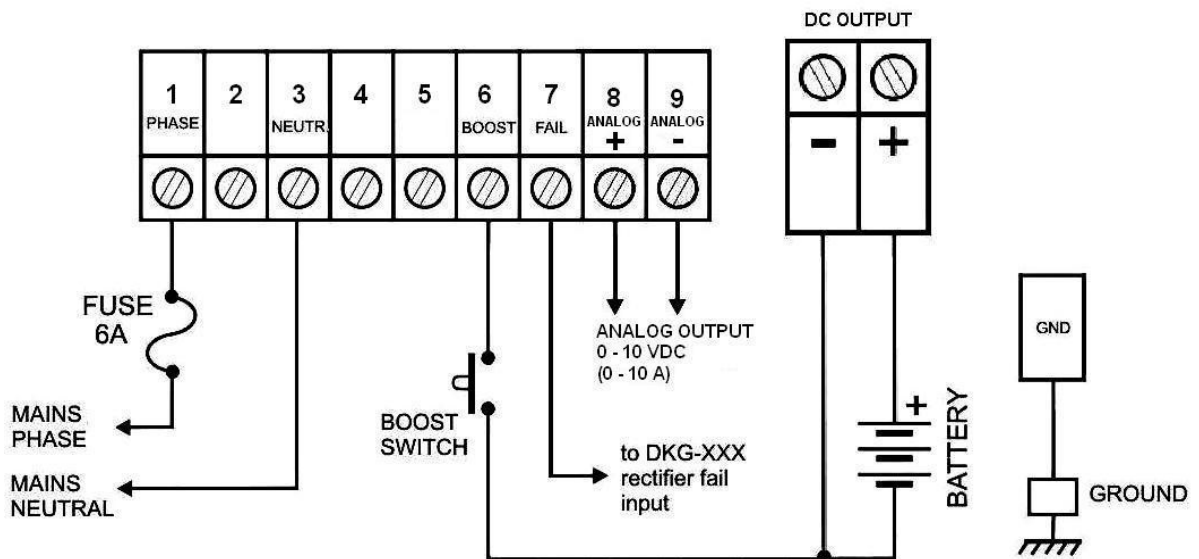 DC OUTPUT
1 2 3 4 5 6 7 8 9
PHASE NEUTR. BOOST FAIL ANALOG ANALOG
+ -
- +
FUSE
6A
ANALOG OUTPUT
0 - 10 VDC
(0 - 10 A)
GND
MAINS
PHASE
BOOST
SWITCH
+
BATTERY
to DKG-XXX
rectifier fail
input
MAINS
NEUTRAL
GROUND